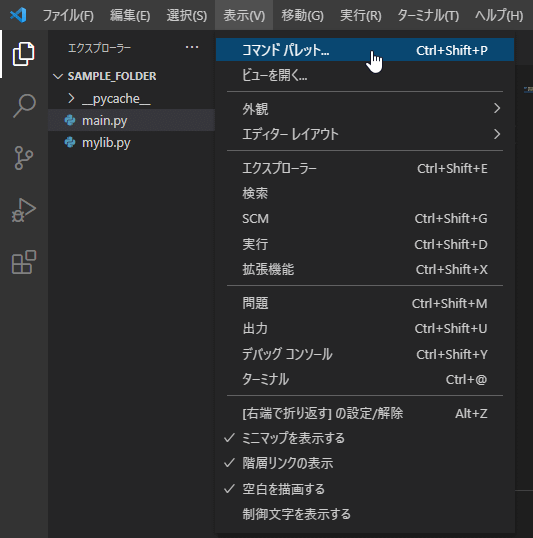 ファイル(F) 編集(E) 選択(S) 表示(V) 移動(G) 実行(R) ターミナル(T) ヘルプ(H)
エクスプローラー ...
SAMPLE_FOLDER
__pycache__
main.py
mylib.py
コマンド パレット... Ctrl+Shift+P
ビューを開く...
外観
エディター レイアウト
エクスプローラー Ctrl+Shift+E
検索
SCM Ctrl+Shift+G
実行 Ctrl+Shift+D
拡張機能 Ctrl+Shift+X
問題 Ctrl+Shift+M
出力 Ctrl+Shift+U
デバッグ コンソール Ctrl+Shift+Y
ターミナル Ctrl+@
[右端で折り返す] の設定/解除 Alt+Z
✓ ミニマップを表示する
✓ 階層リンクの表示
✓ 空白を描画する
制御文字を表示する